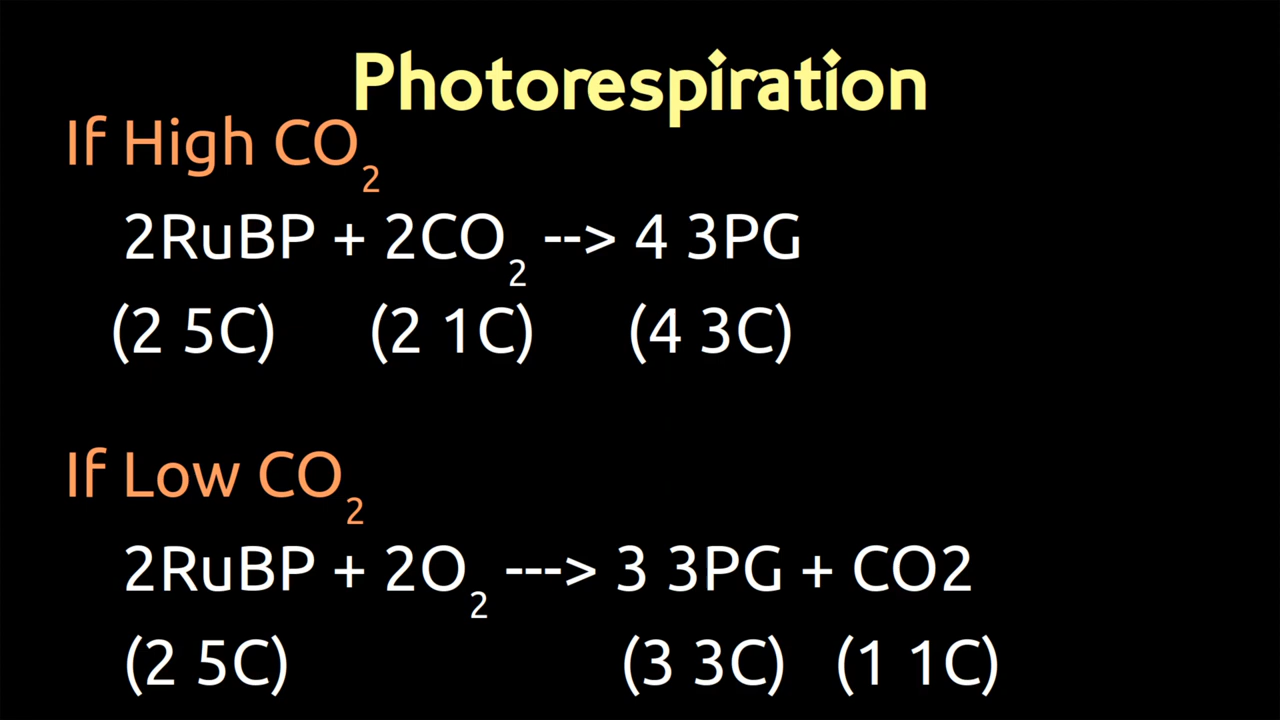 Photorespiration
If High CO₂
2RuBP + 2CO₂ --> 4 3PG
(2 5C) (2 1C) (4 3C)
If Low CO₂
2RuBP + 2O₂ ---> 3 3PG + CO2
(2 5C) (3 3C) (1 1C)